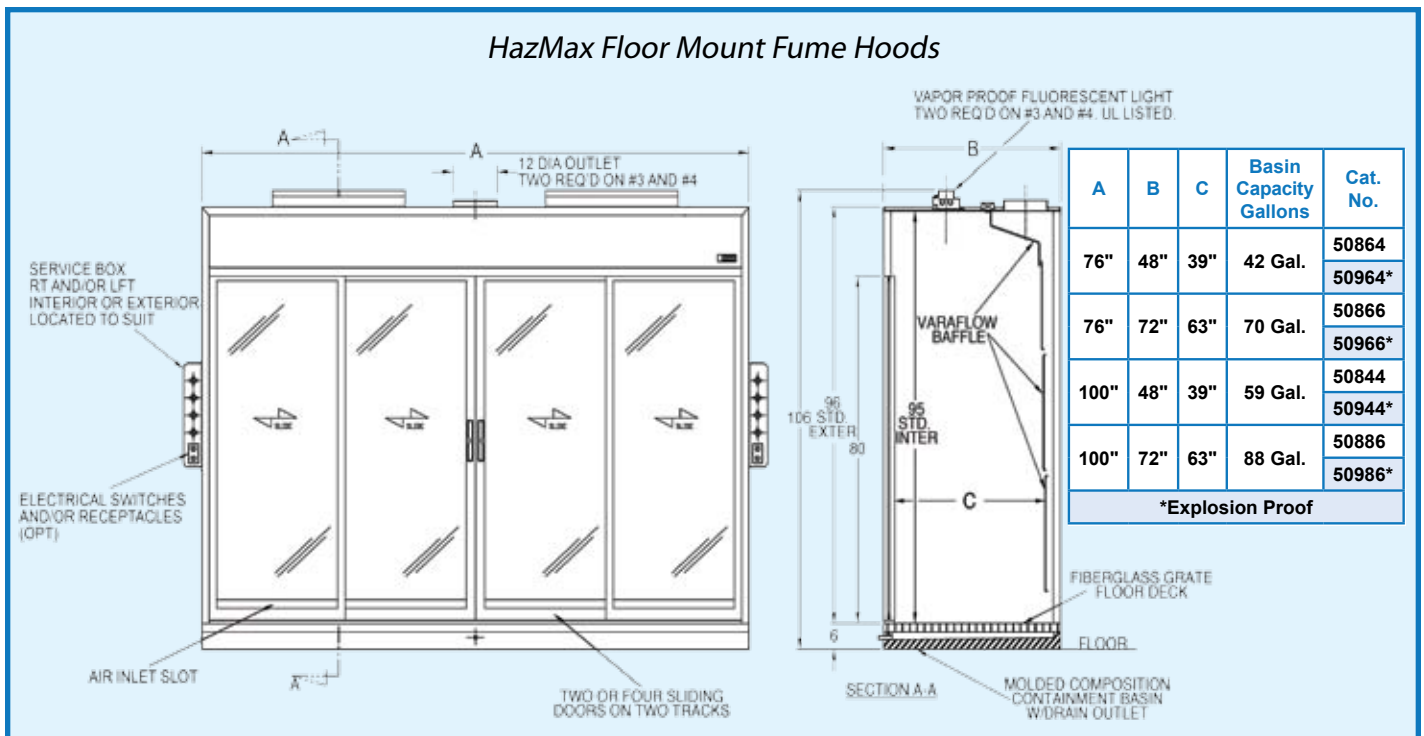 HazMax Floor Mount Fume Hoods
VAPOR PROOF FLUORESCENT LIGHT
TWO REQ'D ON #3 AND #4. UL LISTED.
A
A
12 DIA OUTLET
TWO REQ'D ON #3 AND #4
B
SERVICE BOX
RT AND/OR LFT
INTERIOR OR EXTERIOR
LOCATED TO SUIT
SLIDE
SLIDE
SLIDE
SLIDE
ELECTRICAL SWITCHES
AND/OR RECEPTACLES
(OPT)
AIR INLET SLOT
A
TWO OR FOUR SLIDING
DOORS ON TWO TRACKS
VARAFLOW
BAFFLE
106 STD.
EXTER
96
80
95
STD.
INTER
C
6
FIBERGLASS GRATE
FLOOR DECK
FLOOR
SECTION A-A
MOLDED COMPOSITION
CONTAINMENT BASIN
W/DRAIN OUTLET
A B C Basin Capacity Gallons Cat. No.
76" 48" 39" 42 Gal. 50864
50964*
76" 72" 63" 70 Gal. 50866
50966*
100" 48" 39" 59 Gal. 50844
50944*
100" 72" 63" 88 Gal. 50886
50986*
*Explosion Proof